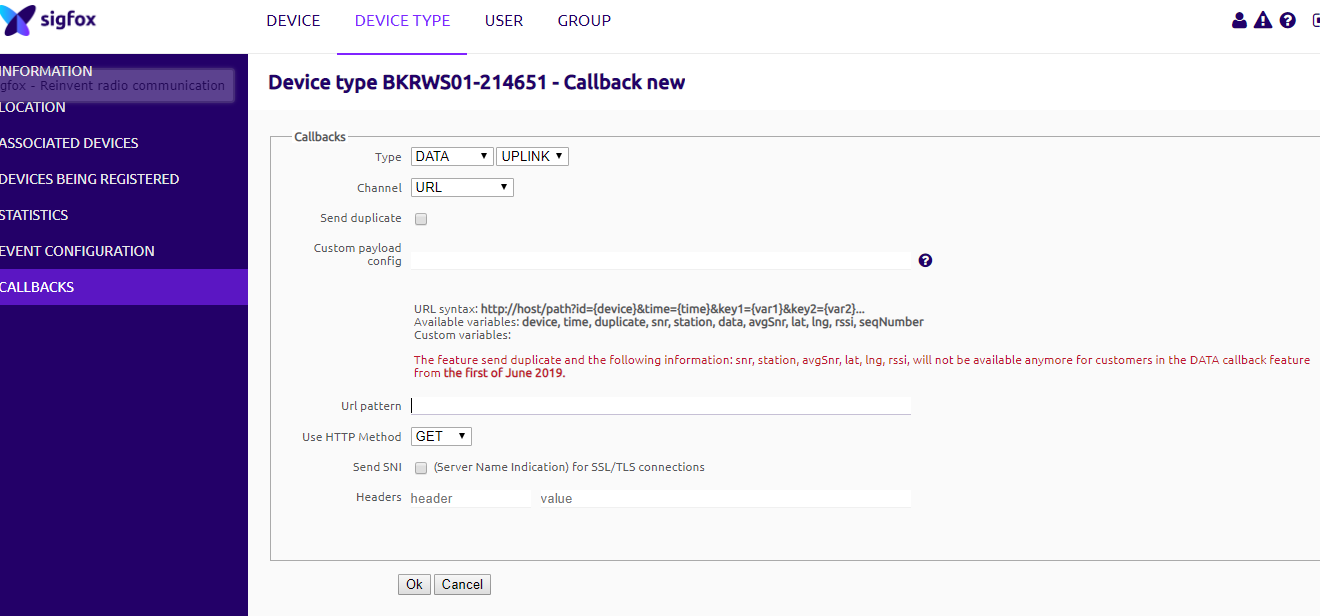 sigfox
DEVICE DEVICE TYPE USER GROUP
INFORMATION
gfox - Reinvent radio communication
LOCATION
ASSOCIATED DEVICES
DEVICES BEING REGISTERED
STATISTICS
EVENT CONFIGURATION
CALLBACKS
Device type BKRWS01-214651 - Callback new
Callbacks
Type DATA UPLINK
Channel URL
Send duplicate
Custom payload
config
URL syntax: http://host/path?id={device}&time={time}&key1={var1}&key2={var2}...
Available variables: device, time, duplicate, snr, station, data, avgSnr, lat, lng, rssi, seqNumber
Custom variables:
The feature send duplicate and the following information: snr, station, avgSnr, lat, lng, rssi, will not be available anymore for customers in the DATA callback feature
from the first of June 2019.
Url pattern
Use HTTP Method GET
Send SNI (Server Name Indication) for SSL/TLS connections
Headers header value
Ok Cancel